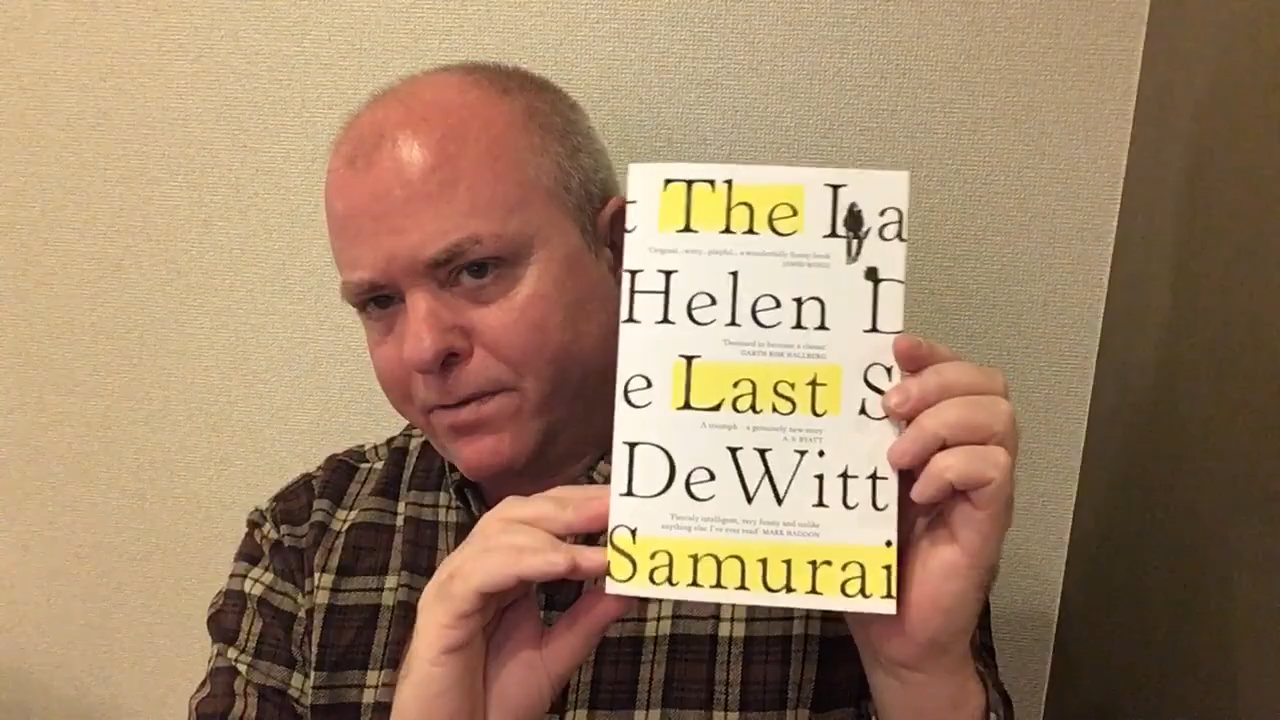 t The La
'Original... witty... playful... a wonderfully funny book'
Helen D
'Destined to become a classic'
GARTH RISK HALLBERG
e Last S
A triumph – a genuinely new story
A. S. BYATT
DeWitt
'Fiercely intelligent, very funny and unlike
anything else I've ever read' MARK HADDON
Samurai